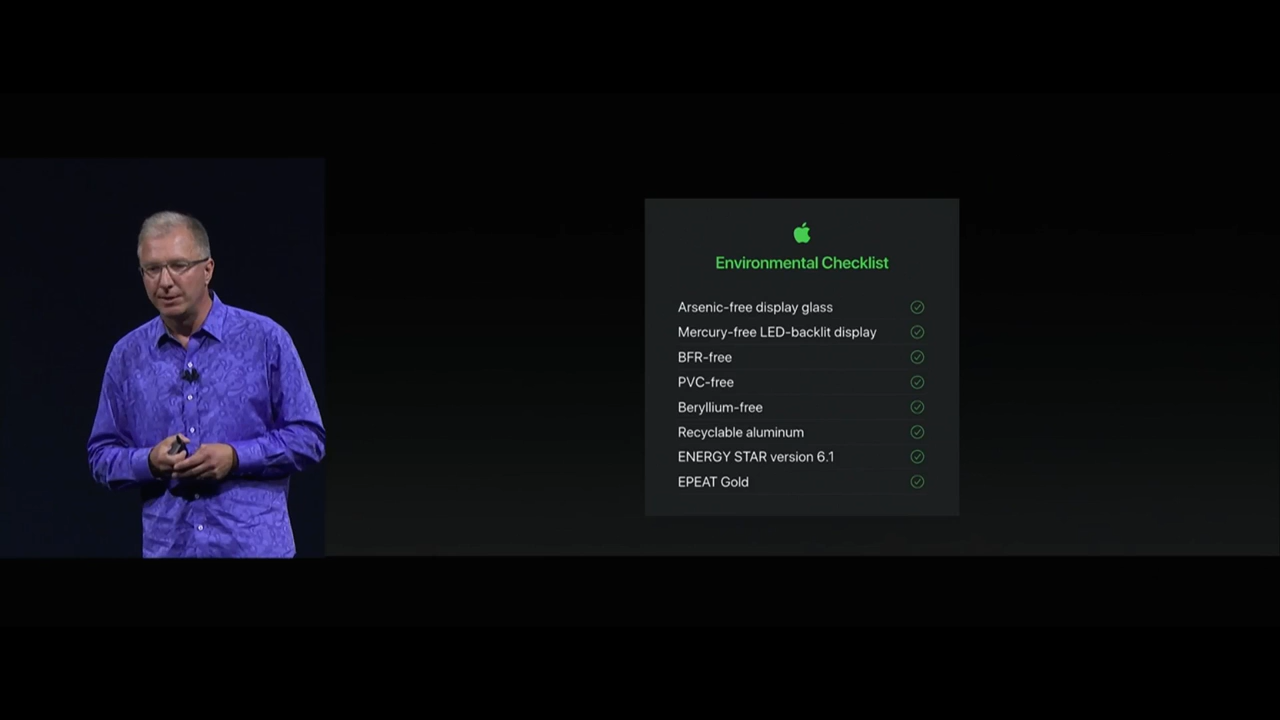 Environmental Checklist
Arsenic-free display glass
Mercury-free LED-backlit display
BFR-free
PVC-free
Beryllium-free
Recyclable aluminum
ENERGY STAR version 6.1
EPEAT Gold